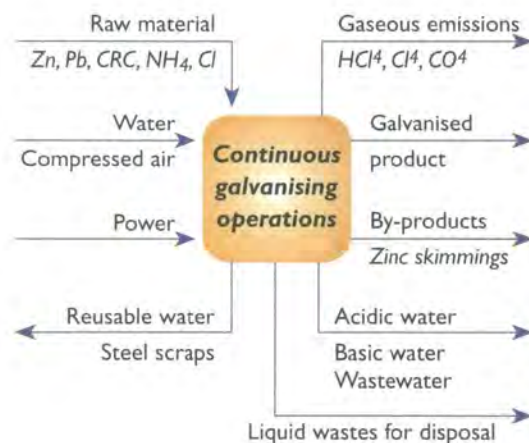 Raw material
Zn, Pb, CRC, NH₄, Cl
Water
Compressed air
Power
Reusable water
Steel scraps
Continuous
galvanising
operations
Gaseous emissions
HCl⁴, Cl⁴, CO⁴
Galvanised
product
By-products
Zinc skimmings
Acidic water
Basic water
Wastewater
Liquid wastes for disposal